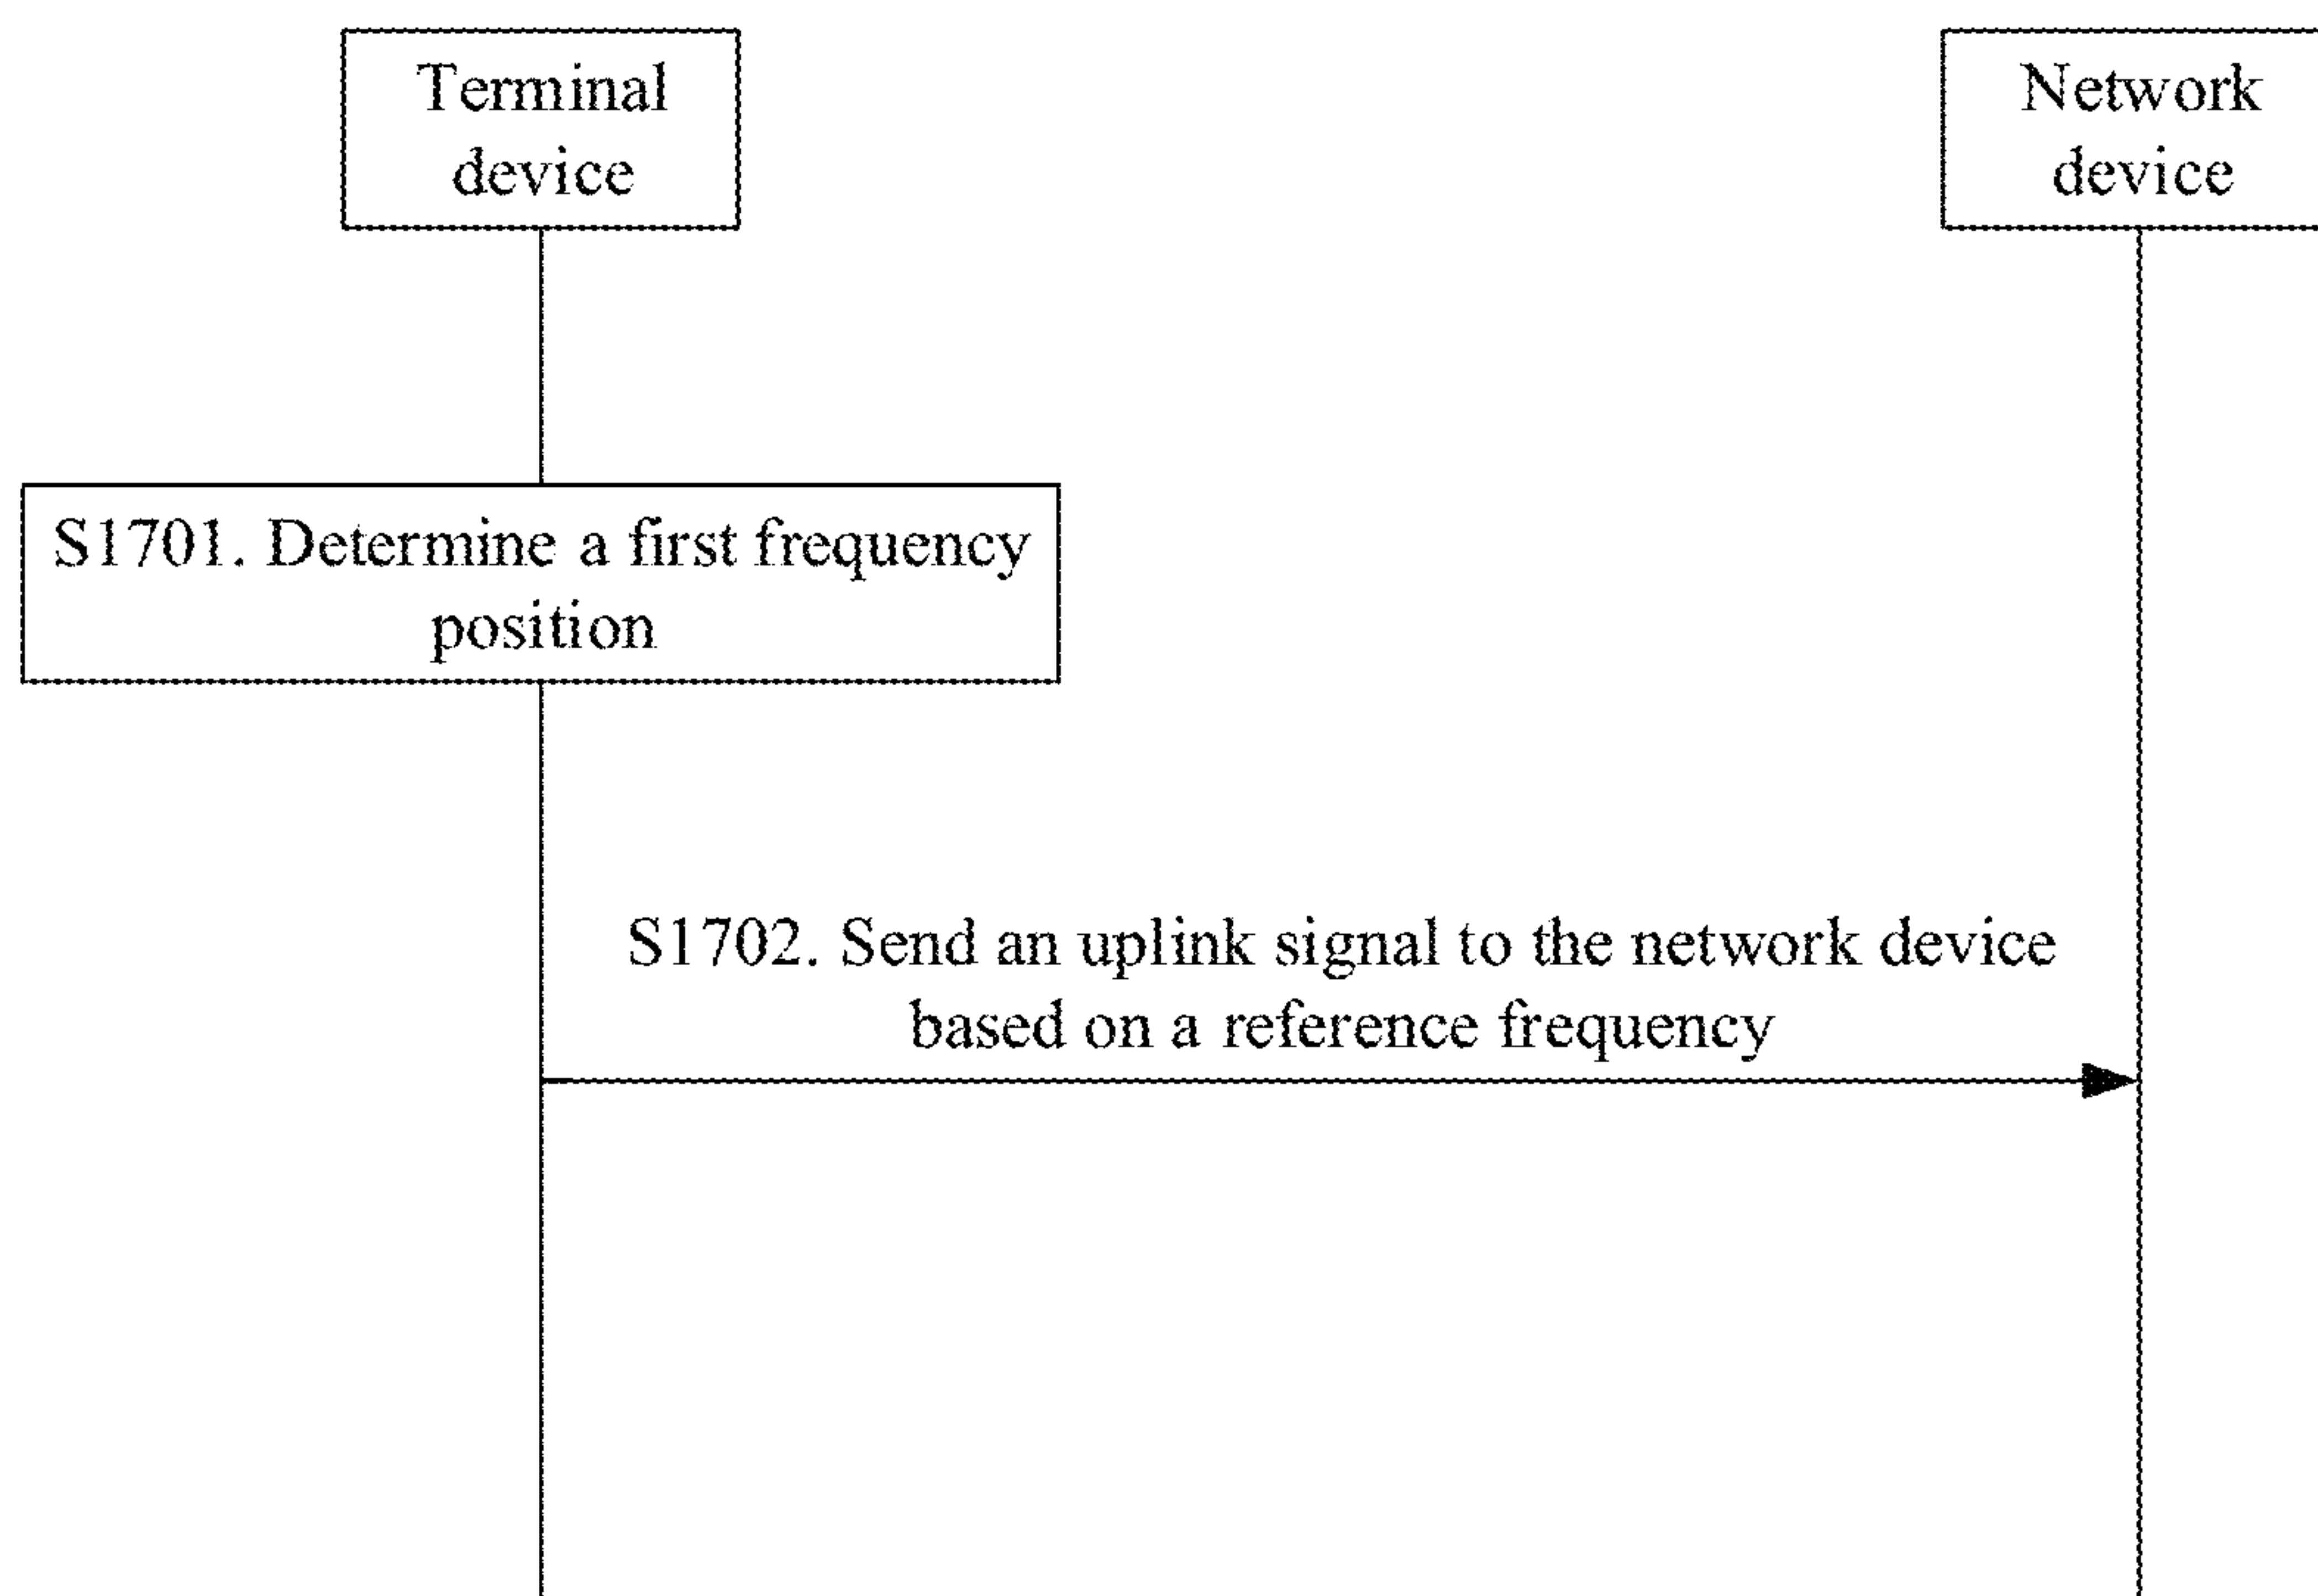 Terminal
device
Network
device
S1701. Determine a first frequency
position
S1702. Send an uplink signal to the network device
based on a reference frequency